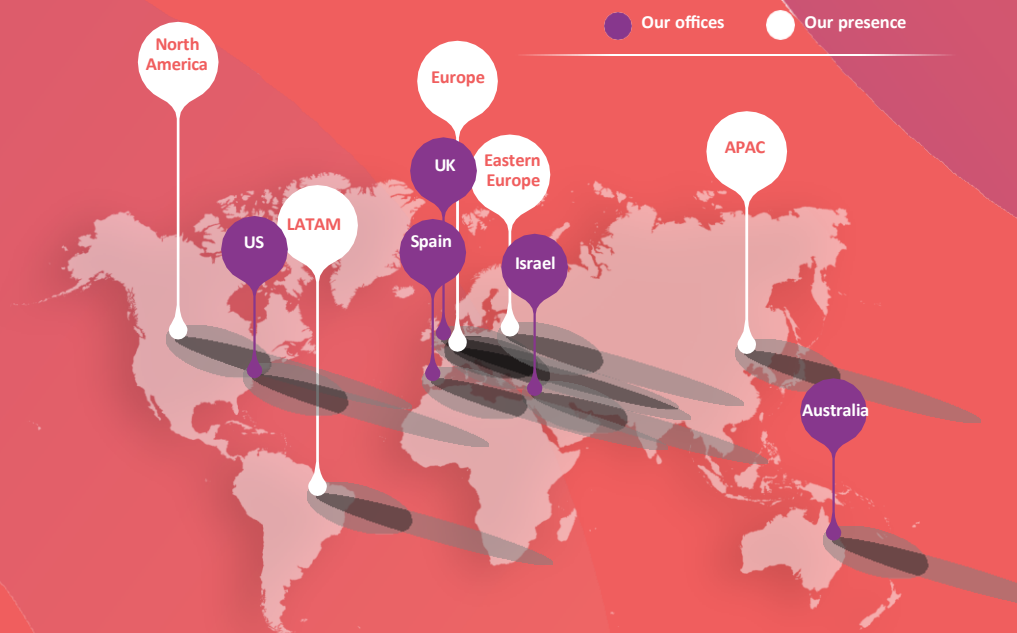 Our offices
Our presence
North
America
Europe
UK
Eastern
Europe
APAC
US
LATAM
Spain
Israel
Australia